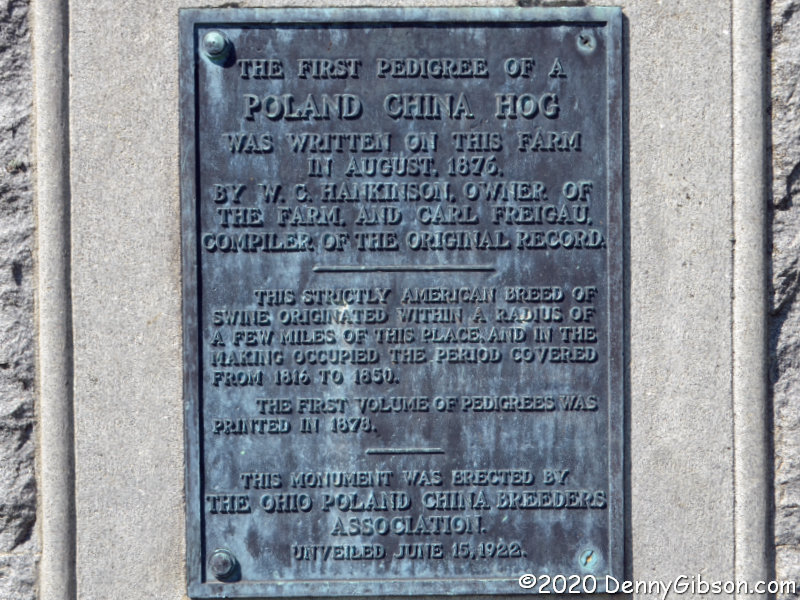 THE FIRST PEDIGREE OF A
POLAND CHINA HOG
WAS WRITTEN ON THIS FARM
IN AUGUST, 1876,
BY W. C. HANKINSON, OWNER OF
THE FARM, AND CARL FREIGAU,
COMPILER OF THE ORIGINAL RECORD.
THIS STRICTLY AMERICAN BREED OF
SWINE ORIGINATED WITHIN A RADIUS OF
A FEW MILES OF THIS PLACE, AND IN THE
MAKING OCCUPIED THE PERIOD COVERED
FROM 1816 TO 1850.
THE FIRST VOLUME OF PEDIGREES WAS
PRINTED IN 1878.
THIS MONUMENT WAS ERECTED BY
THE OHIO POLAND CHINA BREEDERS
ASSOCIATION.
UNVEILED JUNE 15, 1922.
©2020 DennyGibson.com